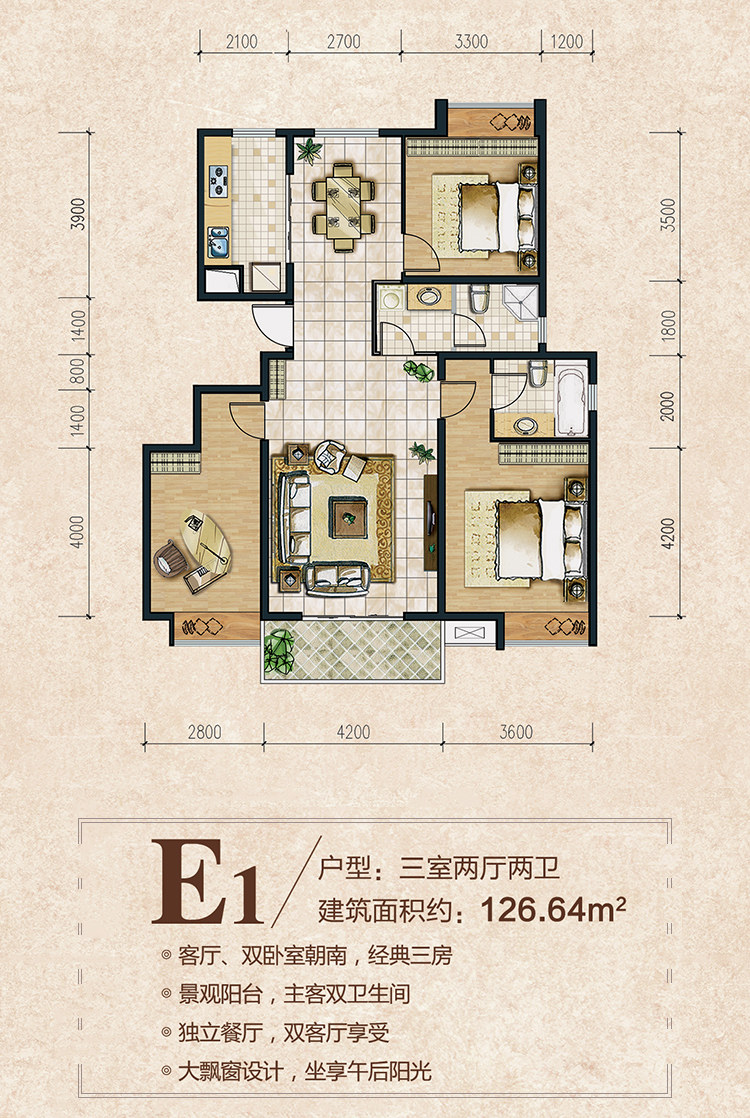 2100 2700 3300 1200
3900
1400
800
1400
4000
3500
1800
2000
4200
2800 4200 3600
E1
户型：三室两厅两卫
建筑面积约：126.64m²
◎ 客厅、双卧室朝南，经典三房
◎ 景观阳台，主客双卫生间
◎ 独立餐厅，双客厅享受
◎ 大飘窗设计，坐享午后阳光